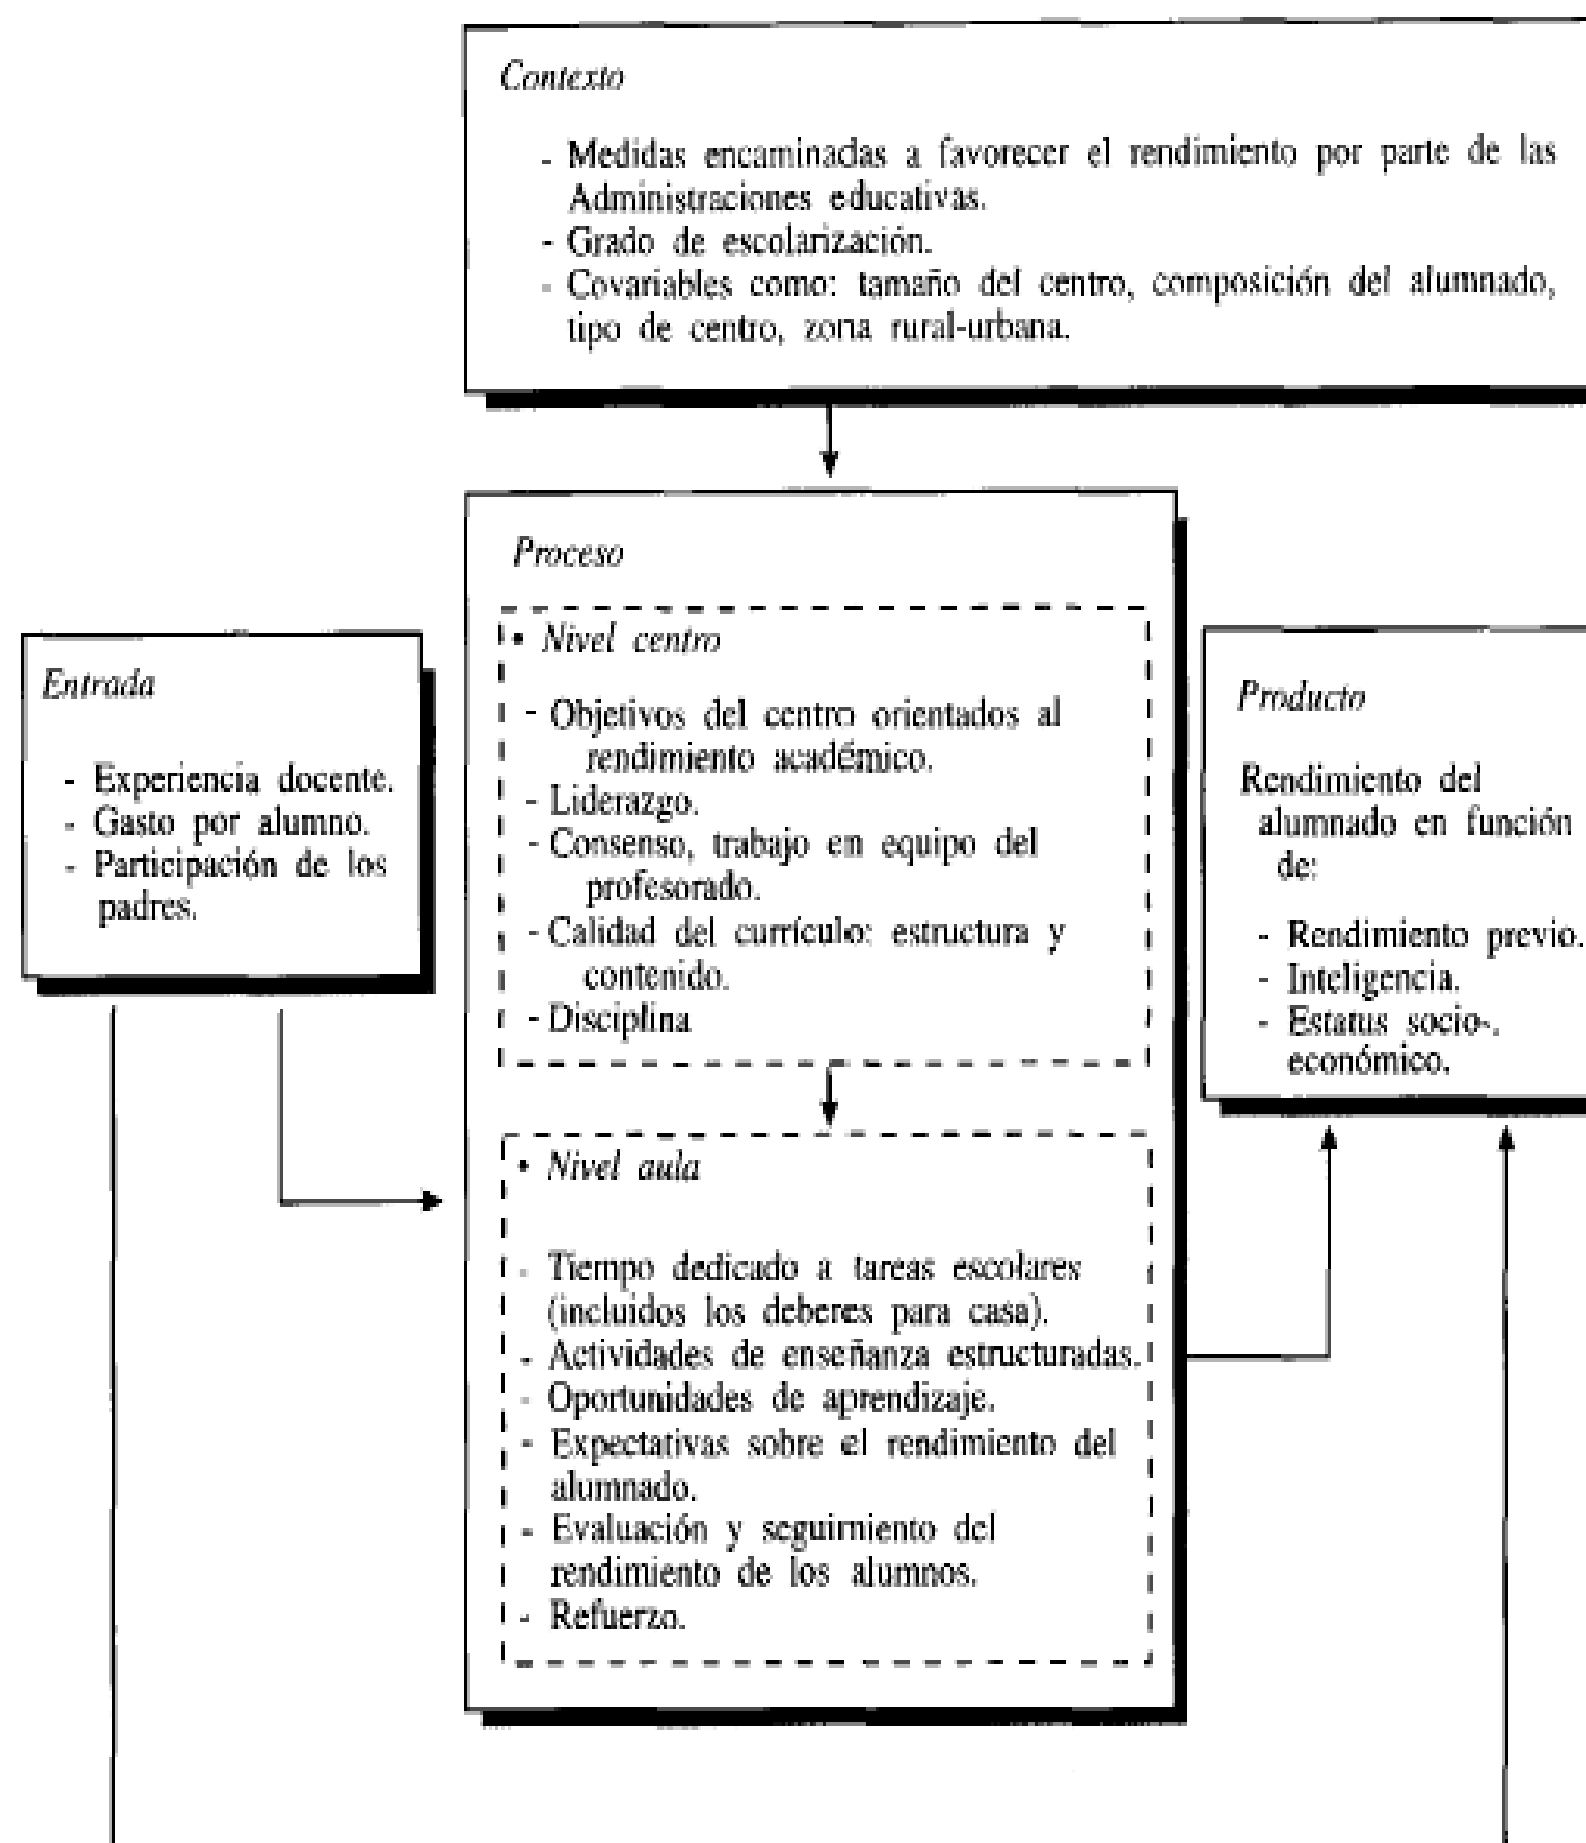 Contexto
- Medidas encaminadas a favorecer el rendimiento por parte de las
Administraciones educativas.
- Grado de escolarización.
- Covariables como: tamaño del centro, composición del alumnado,
tipo de centro, zona rural-urbana.
Proceso
• Nivel centro
- Objetivos del centro orientados al
rendimiento académico.
- Liderazgo.
- Consenso, trabajo en equipo del
profesorado.
- Calidad del currículo: estructura y
contenido.
- Disciplina
• Nivel aula
- Tiempo dedicado a tareas escolares
(incluidos los deberes para casa).
- Actividades de enseñanza estructuradas.
- Oportunidades de aprendizaje.
- Expectativas sobre el rendimiento del
alumnado.
- Evaluación y seguimiento del
rendimiento de los alumnos.
- Refuerzo.
Entrada
- Experiencia docente.
- Gasto por alumno.
- Participación de los
padres.
Producto
Rendimiento del
alumnado en función
de:
- Rendimiento previo.
- Inteligencia.
- Estatus socio-.
económico.